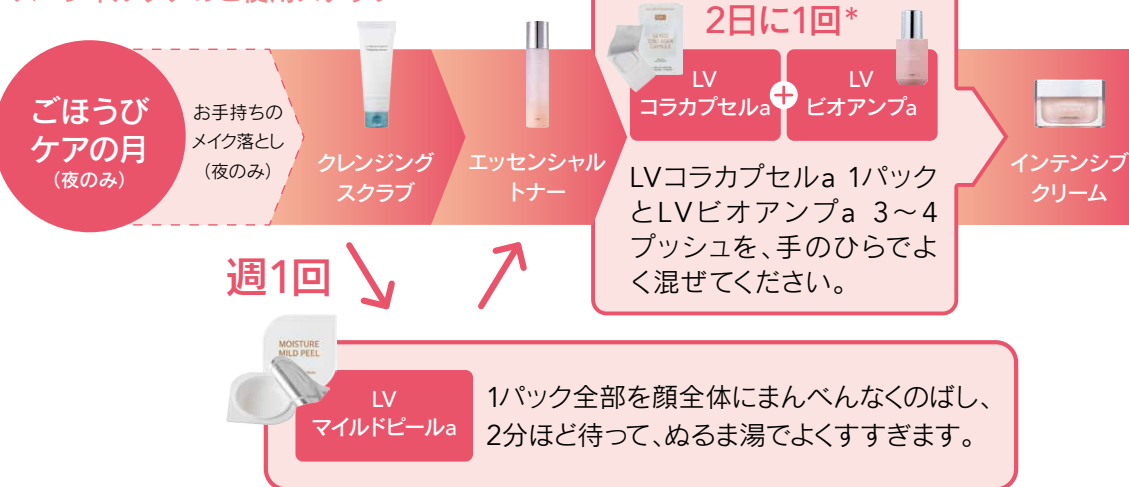 2日に1回*
ごほうび
ケアの月
(夜のみ)
お手持ちの
メイク落とし
(夜のみ)
クレンジング
スクラブ
エッセンシャル
トナー
LV
コラカプセルa
+
LV
ビオアンプa
LVコラカプセルa 1パック
とLVビオアンプa 3〜4
プッシュを、手のひらでよ
く混ぜてください。
インテンシブ
クリーム
週1回
MOISTURE
MILD PEEL
LV
マイルドピールa
1パック全部を顔全体にまんべんなくのばし、
2分ほど待って、ぬるま湯でよくすすぎます。